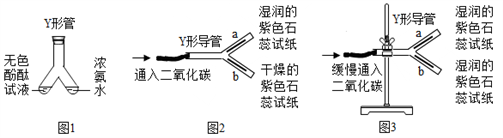 Y形管
无色
酚酞
试液
浓
氨
水
图1
Y形导管
a
b
通入二氧化碳
湿润的
紫色石
蕊试纸
干燥的
紫色石
蕊试纸
图2
Y形导管
a
b
缓慢通入
二氧化碳
湿润的
紫色石
蕊试纸
湿润的
紫色石
蕊试纸
图3